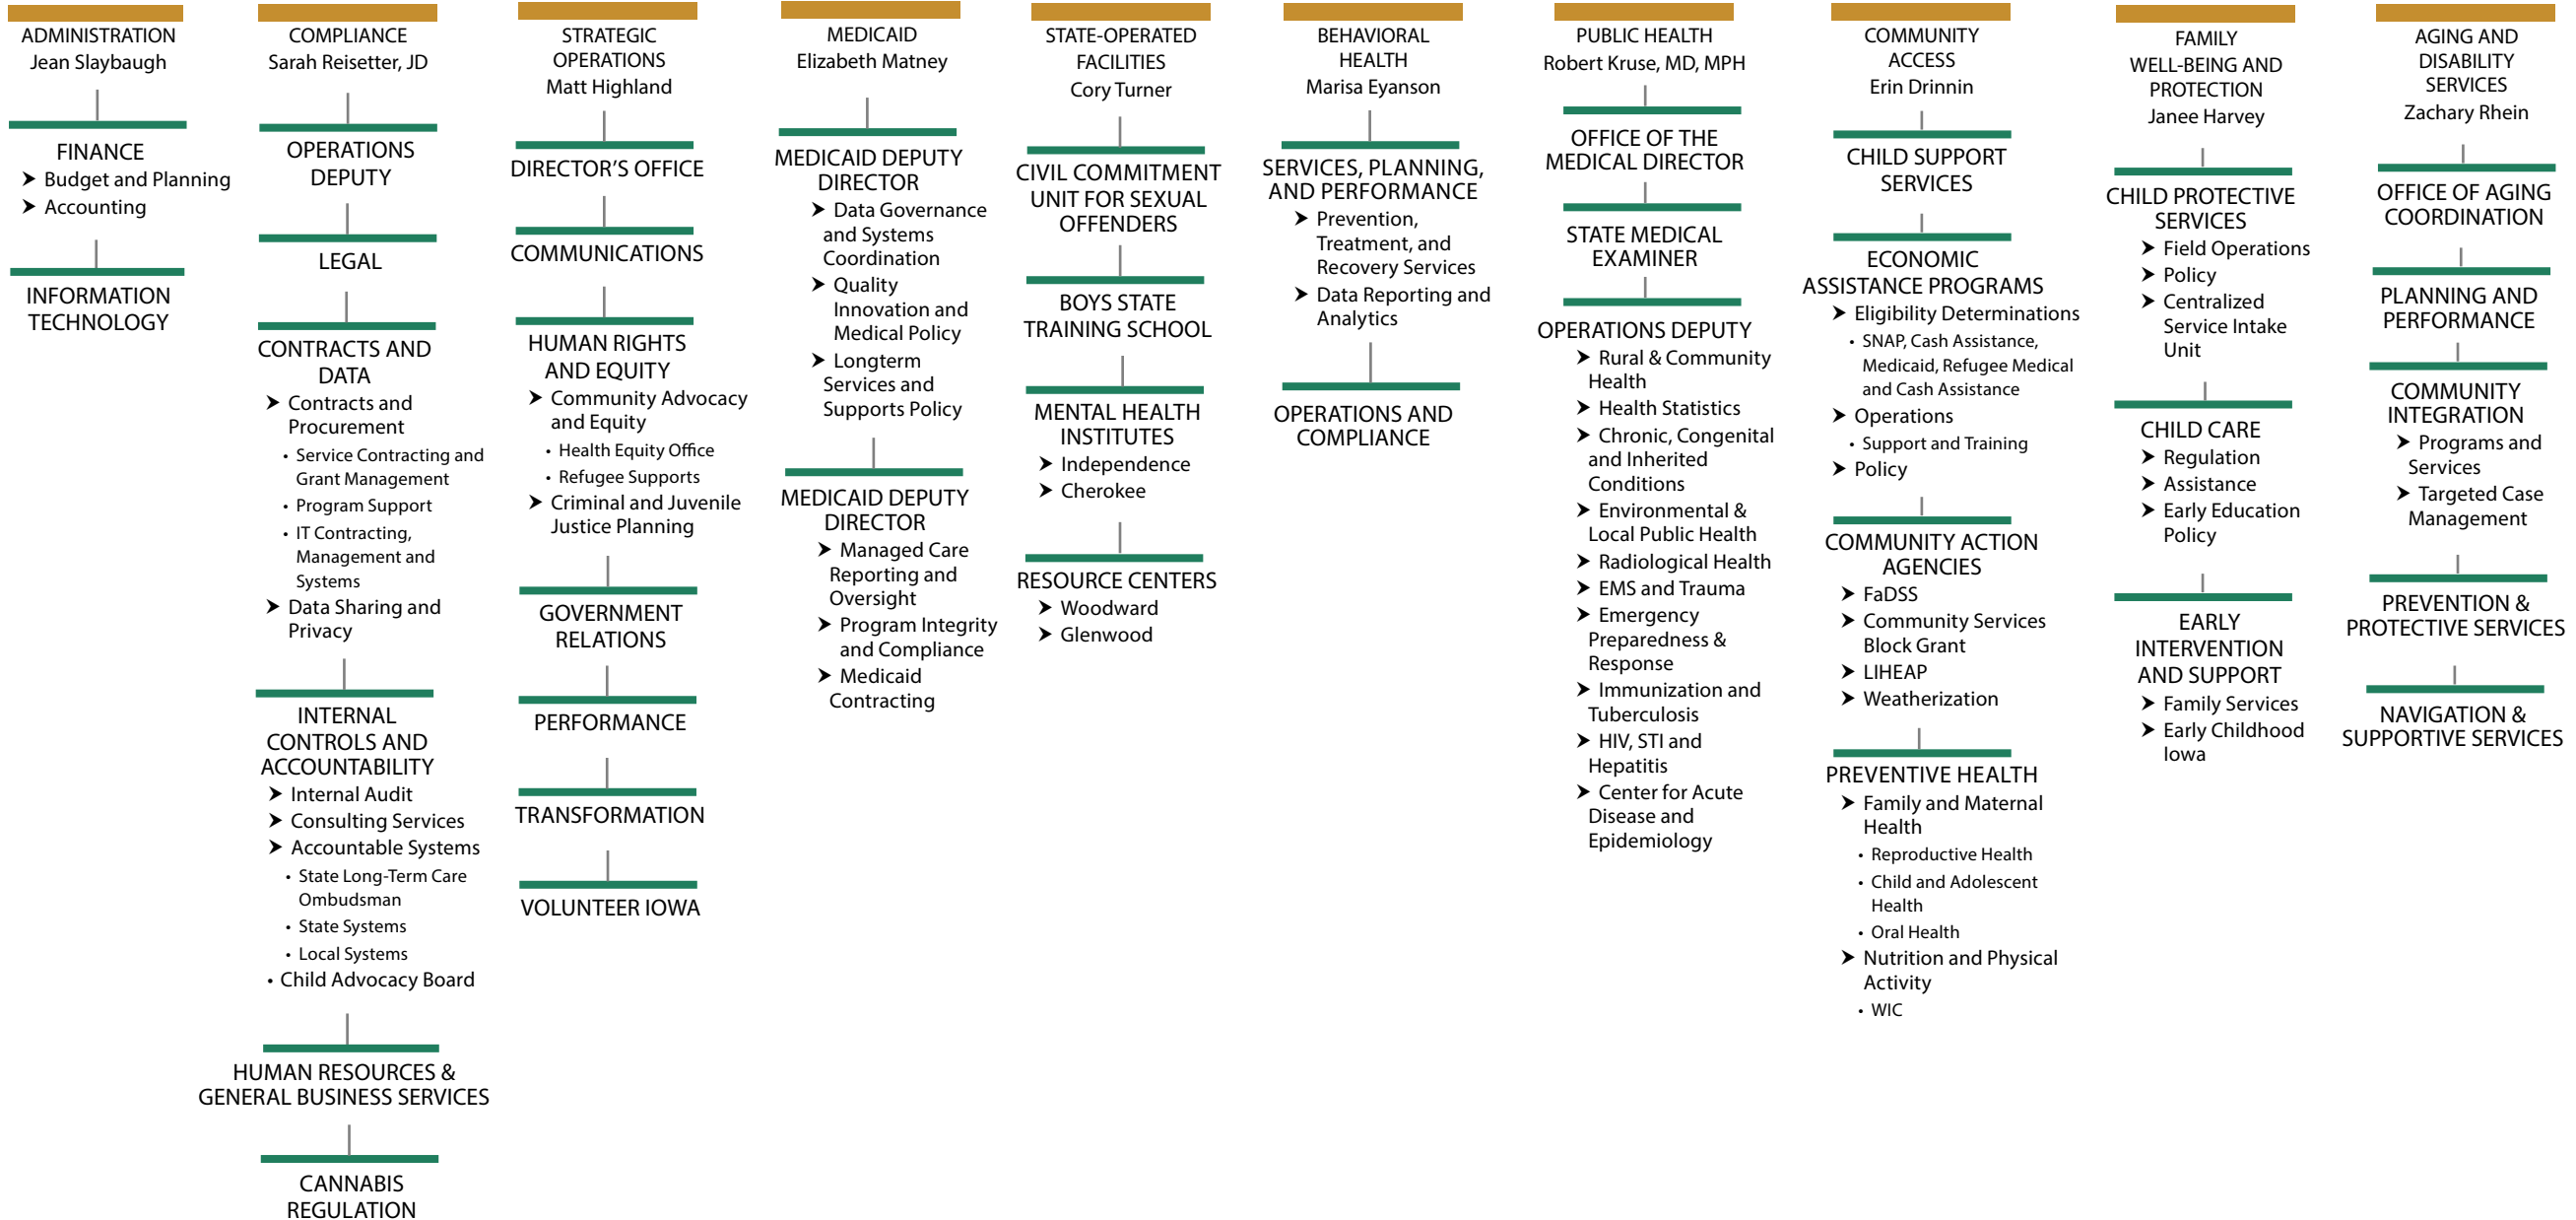 ADMINISTRATION
Jean Slaybaugh
FINANCE
➤ Budget and Planning
➤ Accounting
INFORMATION
TECHNOLOGY
COMPLIANCE
Sarah Reisetter, JD
OPERATIONS
DEPUTY
LEGAL
CONTRACTS AND
DATA
➤ Contracts and
Procurement
• Service Contracting and
Grant Management
• Program Support
• IT Contracting,
Management and
Systems
➤ Data Sharing and
Privacy
INTERNAL
CONTROLS AND
ACCOUNTABILITY
➤ Internal Audit
➤ Consulting Services
➤ Accountable Systems
• State Long-Term Care
Ombudsman
• State Systems
• Local Systems
• Child Advocacy Board
HUMAN RESOURCES &
GENERAL BUSINESS SERVICES
CANNABIS
REGULATION
STRATEGIC
OPERATIONS
Matt Highland
DIRECTOR’S OFFICE
COMMUNICATIONS
HUMAN RIGHTS
AND EQUITY
➤ Community Advocacy
and Equity
• Health Equity Office
• Refugee Supports
➤ Criminal and Juvenile
Justice Planning
GOVERNMENT
RELATIONS
PERFORMANCE
TRANSFORMATION
VOLUNTEER IOWA
MEDICAID
Elizabeth Matney
MEDICAID DEPUTY
DIRECTOR
➤ Data Governance
and Systems
Coordination
➤ Quality
Innovation and
Medical Policy
➤ Longterm
Services and
Supports Policy
MEDICAID DEPUTY
DIRECTOR
➤ Managed Care
Reporting and
Oversight
➤ Program Integrity
and Compliance
➤ Medicaid
Contracting
STATE-OPERATED
FACILITIES
Cory Turner
CIVIL COMMITMENT
UNIT FOR SEXUAL
OFFENDERS
BOYS STATE
TRAINING SCHOOL
MENTAL HEALTH
INSTITUTES
➤ Independence
➤ Cherokee
RESOURCE CENTERS
➤ Woodward
➤ Glenwood
BEHAVIORAL
HEALTH
Marisa Eyanson
SERVICES, PLANNING,
AND PERFORMANCE
➤ Prevention,
Treatment, and
Recovery Services
➤ Data Reporting and
Analytics
OPERATIONS AND
COMPLIANCE
PUBLIC HEALTH
Robert Kruse, MD, MPH
OFFICE OF THE
MEDICAL DIRECTOR
STATE MEDICAL
EXAMINER
OPERATIONS DEPUTY
➤ Rural & Community
Health
➤ Health Statistics
➤ Chronic, Congenital
and Inherited
Conditions
➤ Environmental &
Local Public Health
➤ Radiological Health
➤ EMS and Trauma
➤ Emergency
Preparedness &
Response
➤ Immunization and
Tuberculosis
➤ HIV, STI and
Hepatitis
➤ Center for Acute
Disease and
Epidemiology
COMMUNITY
ACCESS
Erin Drinnin
CHILD SUPPORT
SERVICES
ECONOMIC
ASSISTANCE PROGRAMS
➤ Eligibility Determinations
• SNAP, Cash Assistance,
Medicaid, Refugee Medical
and Cash Assistance
➤ Operations
• Support and Training
➤ Policy
COMMUNITY ACTION
AGENCIES
➤ FaDSS
➤ Community Services
Block Grant
➤ LIHEAP
➤ Weatherization
PREVENTIVE HEALTH
➤ Family and Maternal
Health
• Reproductive Health
• Child and Adolescent
Health
• Oral Health
➤ Nutrition and Physical
Activity
• WIC
FAMILY
WELL-BEING AND
PROTECTION
Janee Harvey
CHILD PROTECTIVE
SERVICES
➤ Field Operations
➤ Policy
➤ Centralized
Service Intake
Unit
CHILD CARE
➤ Regulation
➤ Assistance
➤ Early Education
Policy
EARLY
INTERVENTION
AND SUPPORT
➤ Family Services
➤ Early Childhood
Iowa
AGING AND
DISABILITY
SERVICES
Zachary Rhein
OFFICE OF AGING
COORDINATION
PLANNING AND
PERFORMANCE
COMMUNITY
INTEGRATION
➤ Programs and
Services
➤ Targeted Case
Management
PREVENTION &
PROTECTIVE SERVICES
NAVIGATION &
SUPPORTIVE SERVICES